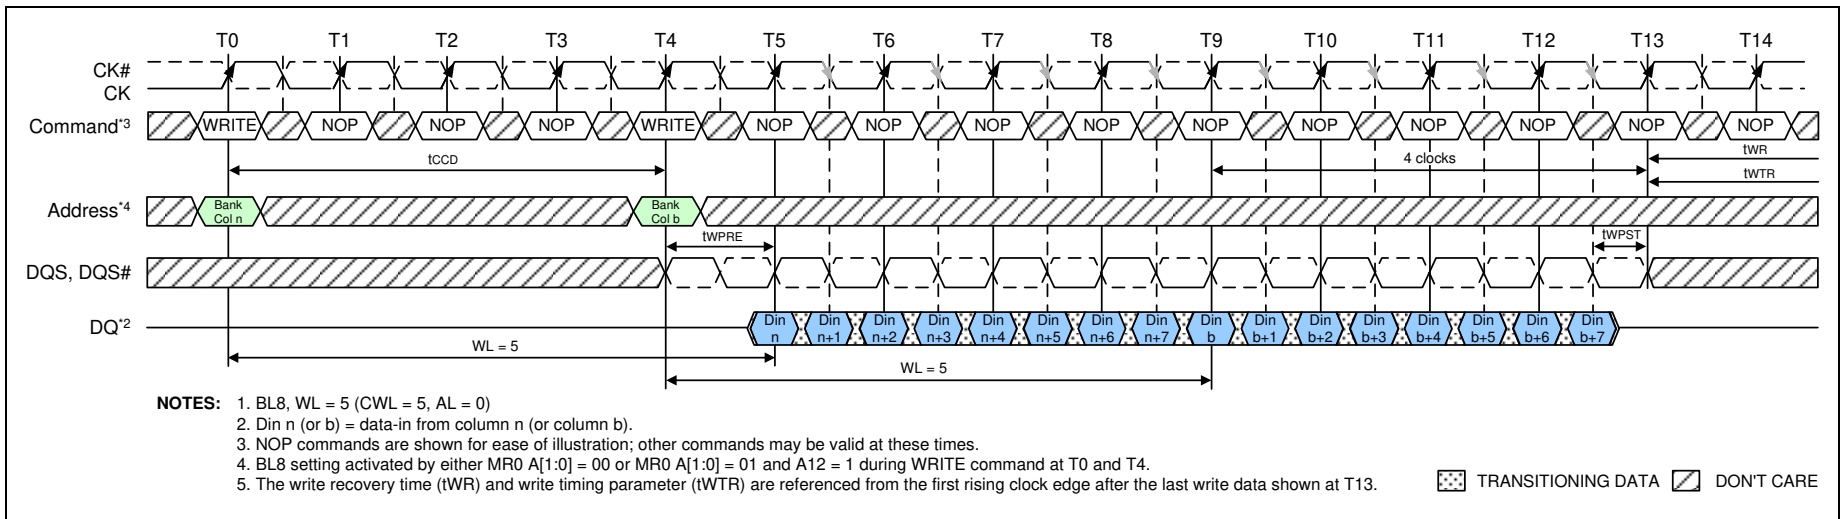 T0 T1 T2 T3 T4 T5 T6 T7 T8 T9 T10 T11 T12 T13 T14
CK#
CK
Command*3 WRITE NOP NOP NOP WRITE NOP NOP NOP NOP NOP NOP NOP NOP NOP NOP
tCCD 4 clocks tWR
tWTR
Address*4 Bank Col n Bank Col b
tWPRE tWPST
DQS, DQS#
DQ*2 Din n Din n+1 Din n+2 Din n+3 Din n+4 Din n+5 Din n+6 Din n+7 Din b Din b+1 Din b+2 Din b+3 Din b+4 Din b+5 Din b+6 Din b+7
WL = 5
WL = 5
NOTES: 1. BL8, WL = 5 (CWL = 5, AL = 0)
2. Din n (or b) = data-in from column n (or column b).
3. NOP commands are shown for ease of illustration; other commands may be valid at these times.
4. BL8 setting activated by either MR0 A[1:0] = 00 or MR0 A[1:0] = 01 and A12 = 1 during WRITE command at T0 and T4.
5. The write recovery time (tWR) and write timing parameter (tWTR) are referenced from the first rising clock edge after the last write data shown at T13.
TRANSITIONING DATA DON'T CARE